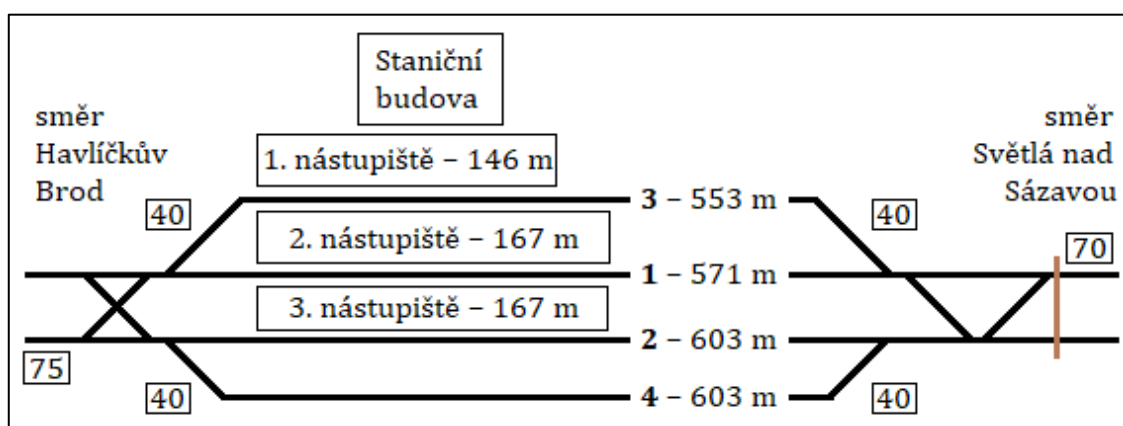 Staniční
budova
směr
Havlíčkův
Brod
směr
Světlá nad
Sázavou
1. nástupiště – 146 m
40
3 – 553 m
40
2. nástupiště – 167 m
70
1 – 571 m
3. nástupiště – 167 m
2 – 603 m
75
40
4 – 603 m
40